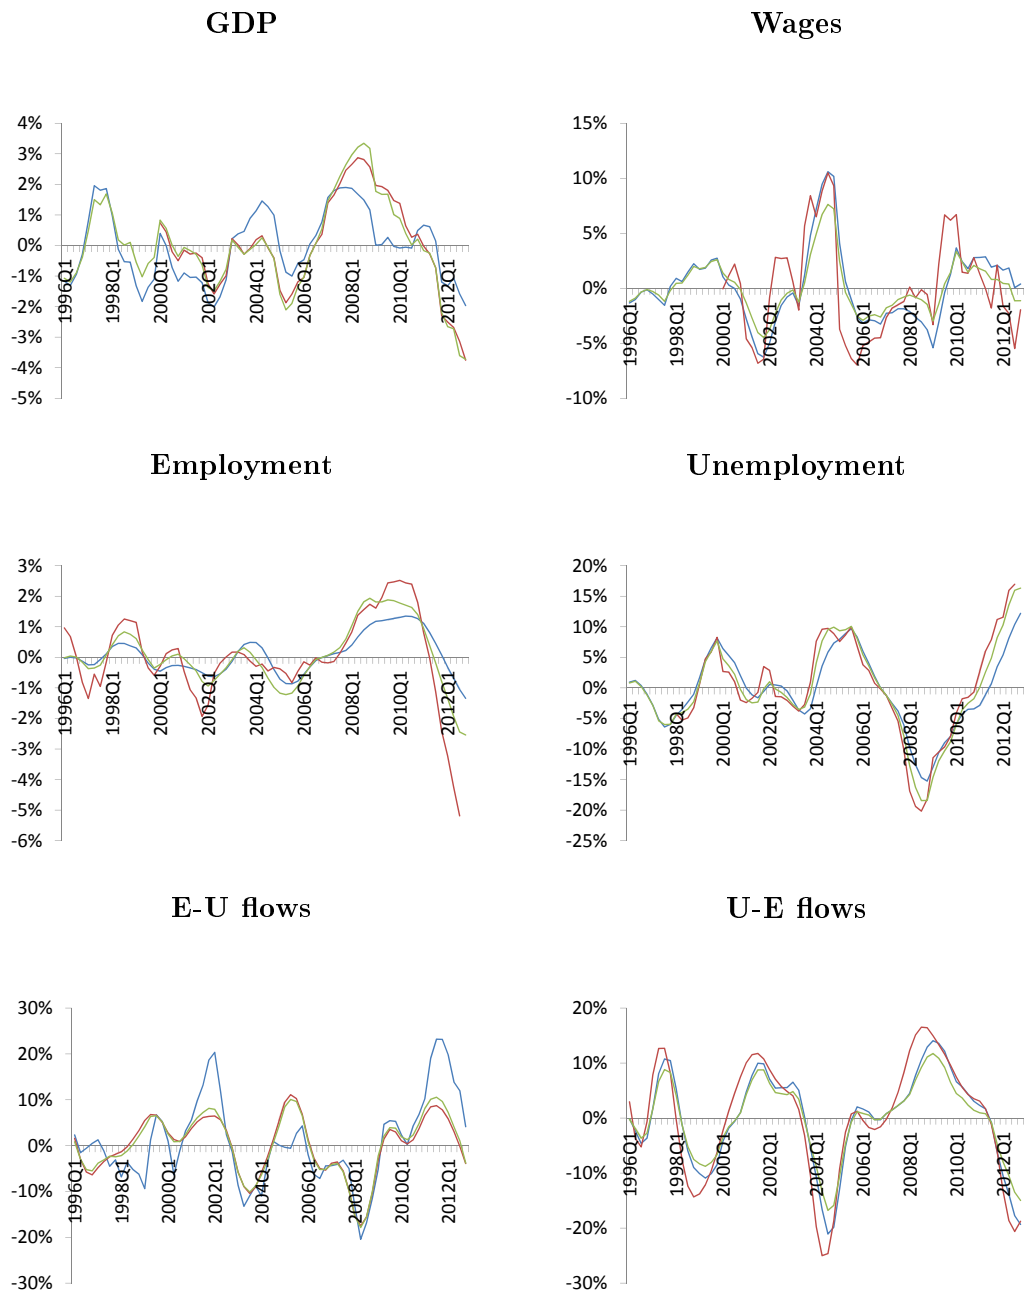 GDP
4%
3%
2%
1%
0%
-1%
-2%
-3%
-4%
-5%
1996Q1
1998Q1
2000Q1
2002Q1
2004Q1
2006Q1
2008Q1
2010Q1
2012Q1
Wages
15%
10%
5%
0%
-5%
-10%
1996Q1
1998Q1
2000Q1
2002Q1
2004Q1
2006Q1
2008Q1
2010Q1
2012Q1
Employment
3%
2%
1%
0%
-1%
-2%
-3%
-4%
-5%
-6%
1996Q1
1998Q1
2000Q1
2002Q1
2004Q1
2006Q1
2008Q1
2010Q1
2012Q1
Unemployment
20%
15%
10%
5%
0%
-5%
-10%
-15%
-20%
-25%
1996Q1
1998Q1
2000Q1
2002Q1
2004Q1
2006Q1
2008Q1
2010Q1
2012Q1
E-U flows
30%
20%
10%
0%
-10%
-20%
-30%
1996Q1
1998Q1
2000Q1
2002Q1
2004Q1
2006Q1
2008Q1
2010Q1
2012Q1
U-E flows
20%
10%
0%
-10%
-20%
-30%
1996Q1
1998Q1
2000Q1
2002Q1
2004Q1
2006Q1
2008Q1
2010Q1
2012Q1